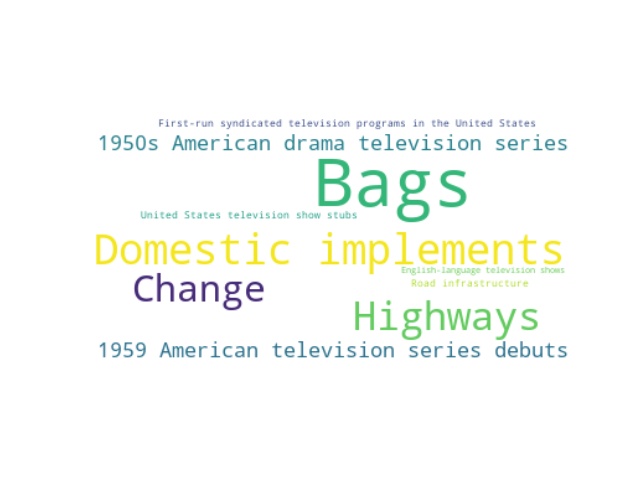 First-run syndicated television programs in the United States
1950s American drama television series
Bags
United States television show stubs
Domestic implements
English-language television shows
Change
Road infrastructure
Highways
1959 American television series debuts